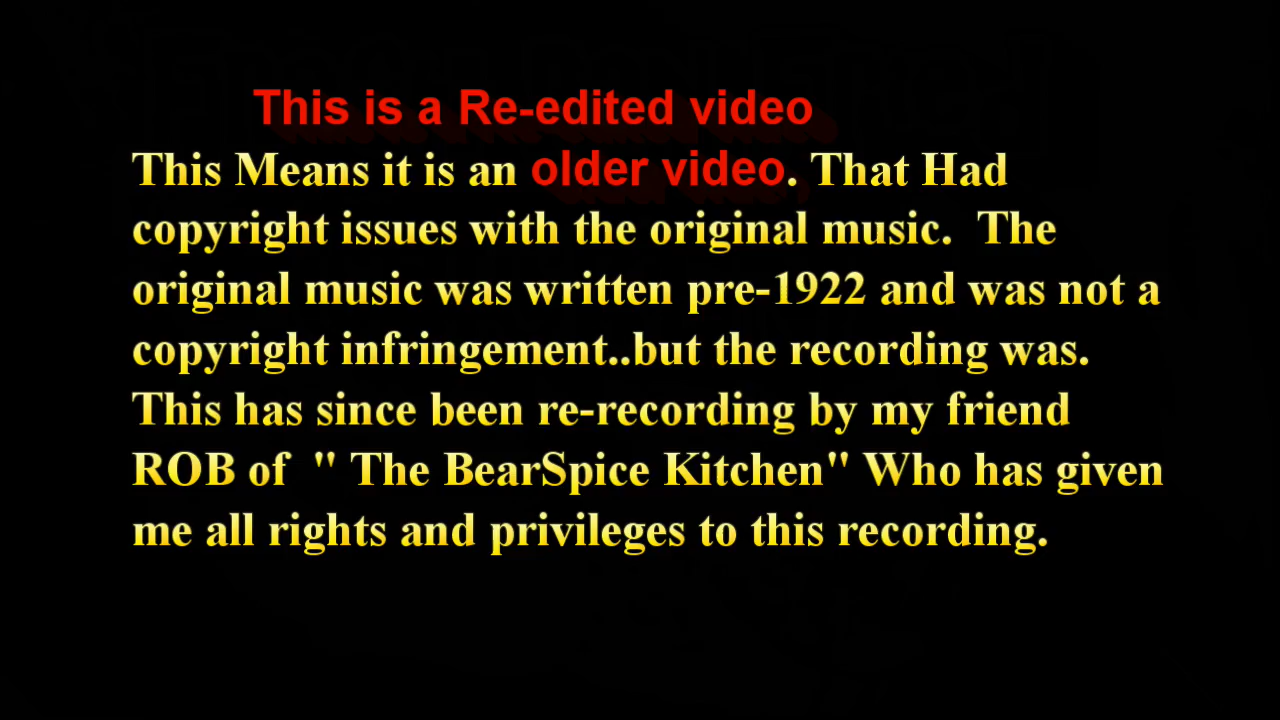 This is a Re-edited video
This Means it is an older video. That Had
copyright issues with the original music.  The
original music was written pre-1922 and was not a
copyright infringement..but the recording was.
This has since been re-recording by my friend
ROB of  " The BearSpice Kitchen" Who has given
me all rights and privileges to this recording.